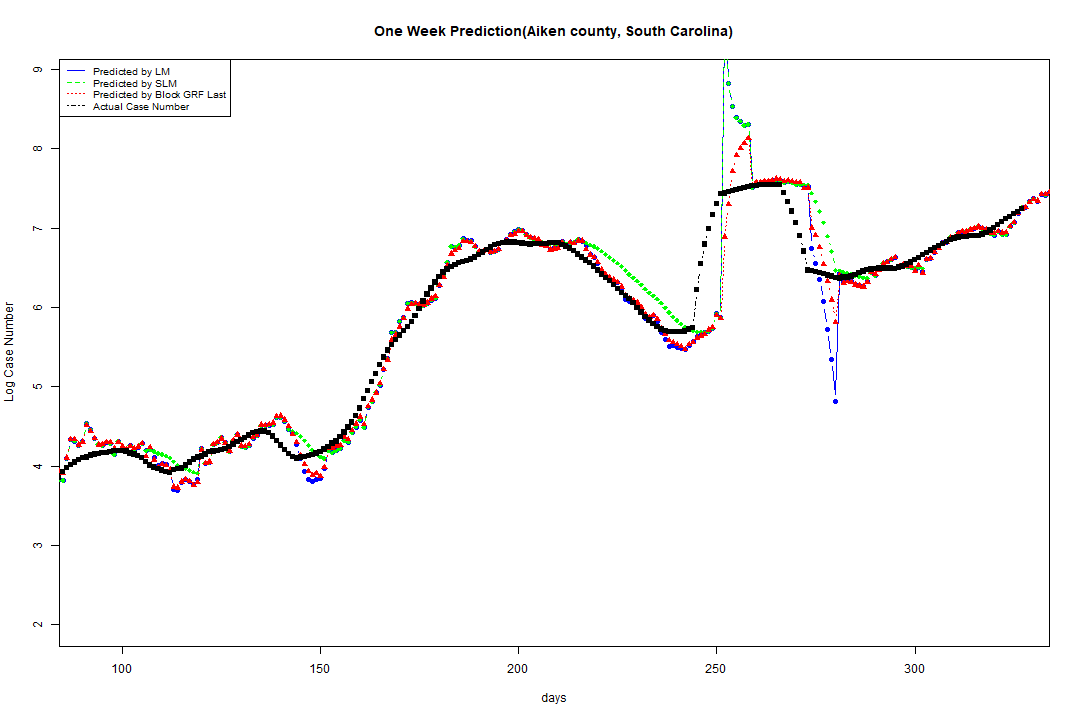 One Week Prediction(Aiken county, South Carolina)
Predicted by LM
Predicted by SLM
Predicted by Block GRF Last
Actual Case Number
Log Case Number
9
8
7
6
5
4
3
2
100 150 200 250 300
days